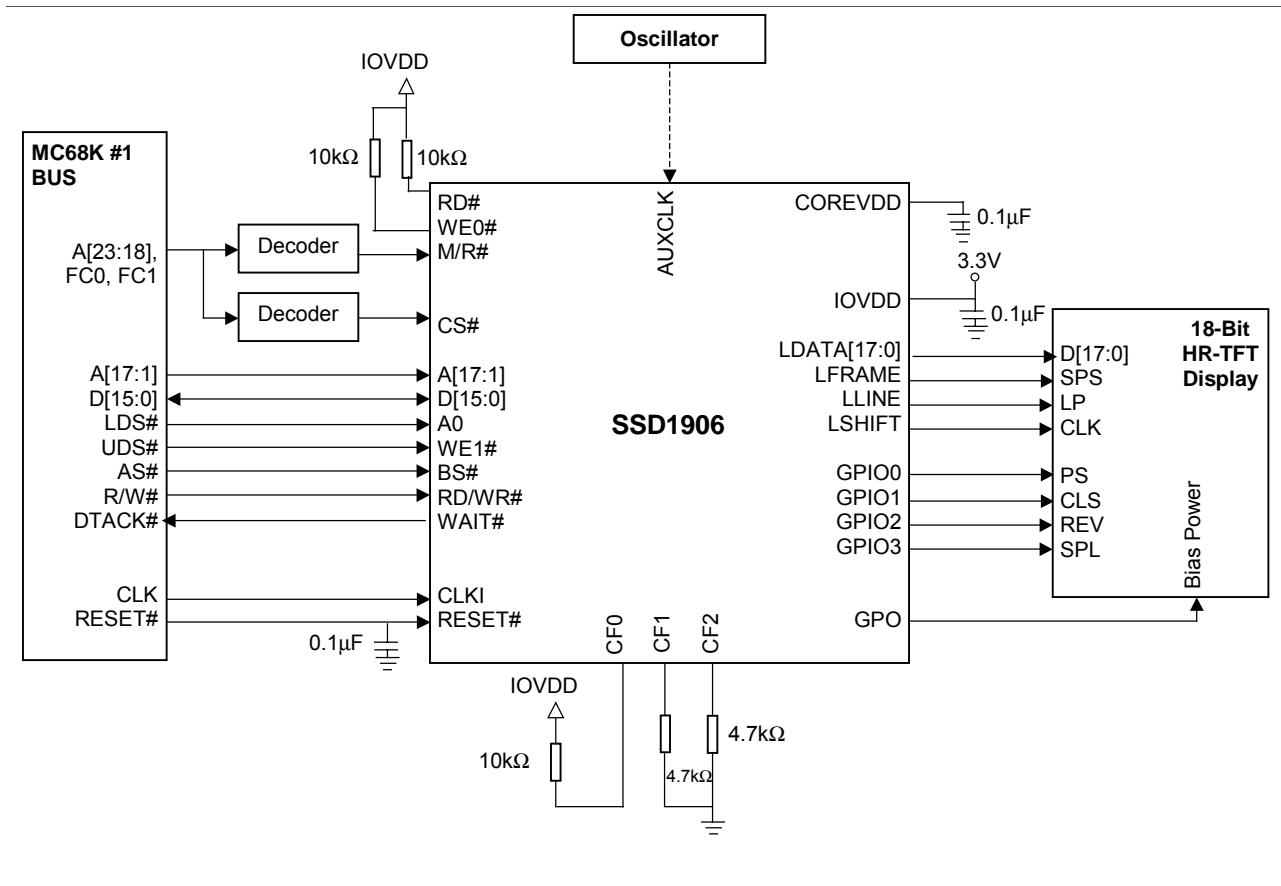 Oscillator
IOVDD
10kΩ
10kΩ
MC68K #1
BUS
A[23:18],
FC0, FC1
A[17:1]
D[15:0]
LDS#
UDS#
AS#
R/W#
DTACK#
CLK
RESET#
Decoder
Decoder
0.1µF
RD#
WE0#
M/R#
CS#
A[17:1]
D[15:0]
A0
WE1#
BS#
RD/WR#
WAIT#
CLKI
RESET#
AUXCLK
SSD1906
COREVDD
IOVDD
LDATA[17:0]
LFRAME
LLINE
LSHIFT
GPIO0
GPIO1
GPIO2
GPIO3
GPO
CF0
CF1
CF2
0.1µF
3.3V
0.1µF
18-Bit
HR-TFT
Display
D[17:0]
SPS
LP
CLK
PS
CLS
REV
SPL
Bias Power
IOVDD
10kΩ
4.7kΩ
4.7kΩ